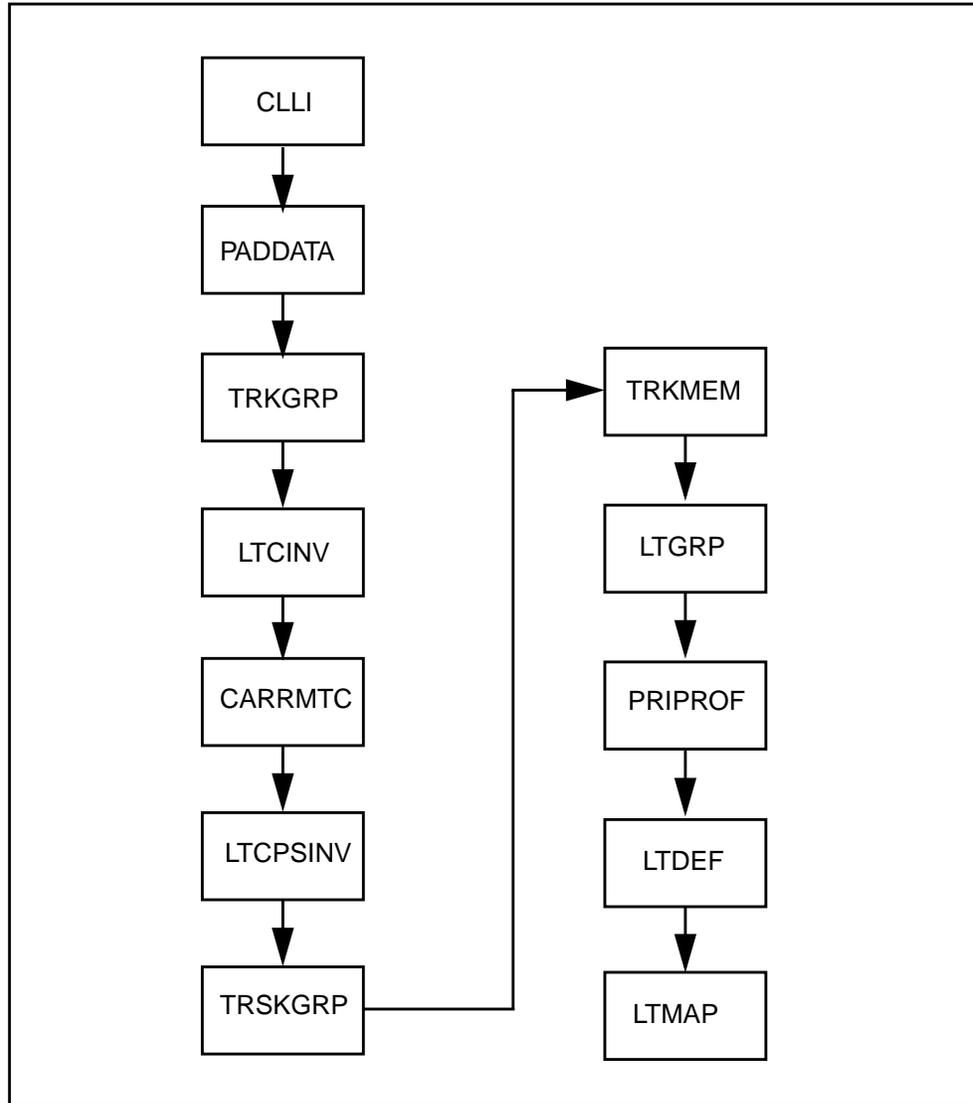 CLLI
PADDATA
TRKGRP
LTCINV
CARRMTC
LTCPSINV
TRSKGRP
TRKMEM
LTGRP
PRIPROF
LTDEF
LTMAP